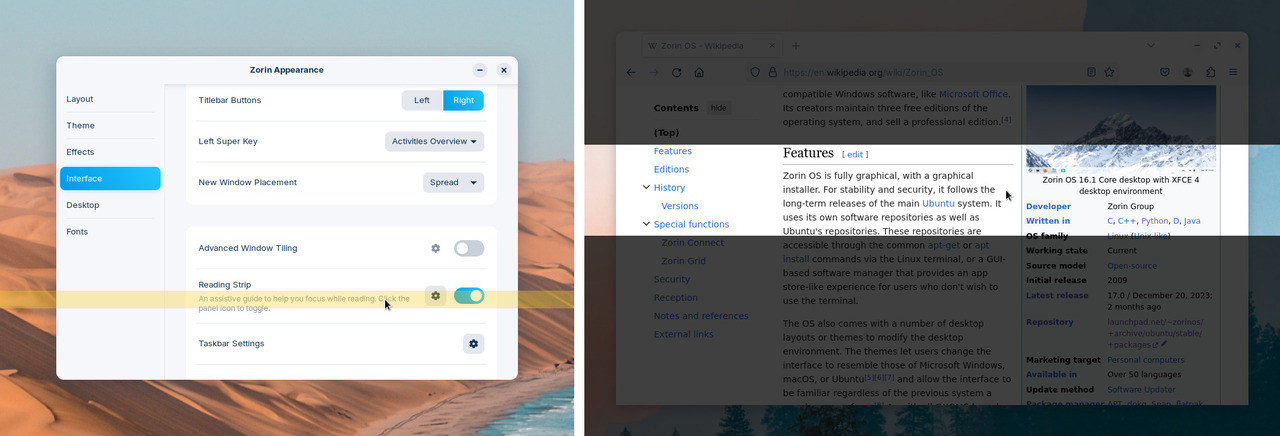 Zorin Appearance
Layout
Theme
Effects
Interface
Desktop
Fonts
Titlebar Buttons
Left
Right
Left Super Key
Activities Overview
New Window Placement
Spread
Advanced Window Tiling
Reading Strip
An assistive guide to help you focus while reading. Click the
panel icon to toggle.
Taskbar Settings
W Zorin OS - Wikipedia
https://en.wikipedia.org/wiki/Zorin_OS
Contents
hide
(Top)
Features
Editions
History
Versions
Special functions
Zorin Connect
Zorin Grid
Security
Reception
Notes and references
External links
compatible Windows software, like Microsoft Office.
Its creators maintain three free editions of the
operating system, and sell a professional edition.[4]
Features [ edit ]
Zorin OS is fully graphical, with a graphical
installer. For stability and security, it follows the
long-term releases of the main Ubuntu system. It
uses its own software repositories as well as
Ubuntu's repositories. These repositories are
accessible through the common apt-get or apt
install commands via the Linux terminal, or a GUI-
based software manager that provides an app
store-like experience for users who don't wish to
use the terminal.
The OS also comes with a number of desktop
layouts or themes to modify the desktop
environment. The themes let users change the
interface to resemble those of Microsoft Windows,
macOS, or Ubuntu[5][6][7] and allow the interface to
be familiar regardless of the previous system a
Zorin OS 16.1 Core desktop with XFCE 4
desktop environment
Developer Zorin Group
Written in C, C++, Python, D, Java
OS family Linux (Unix-like)
Working state Current
Source model Open-source
Initial release 2009
Latest release 17.0 / December 20, 2023;
2 months ago
Repository launchpad.net/~zorinos/
+archive/ubuntu/stable/
+packages
Marketing target Personal computers
Available in Over 50 languages
Update method Software Updater
Package manager APT, dpkg, Snap, flatpak